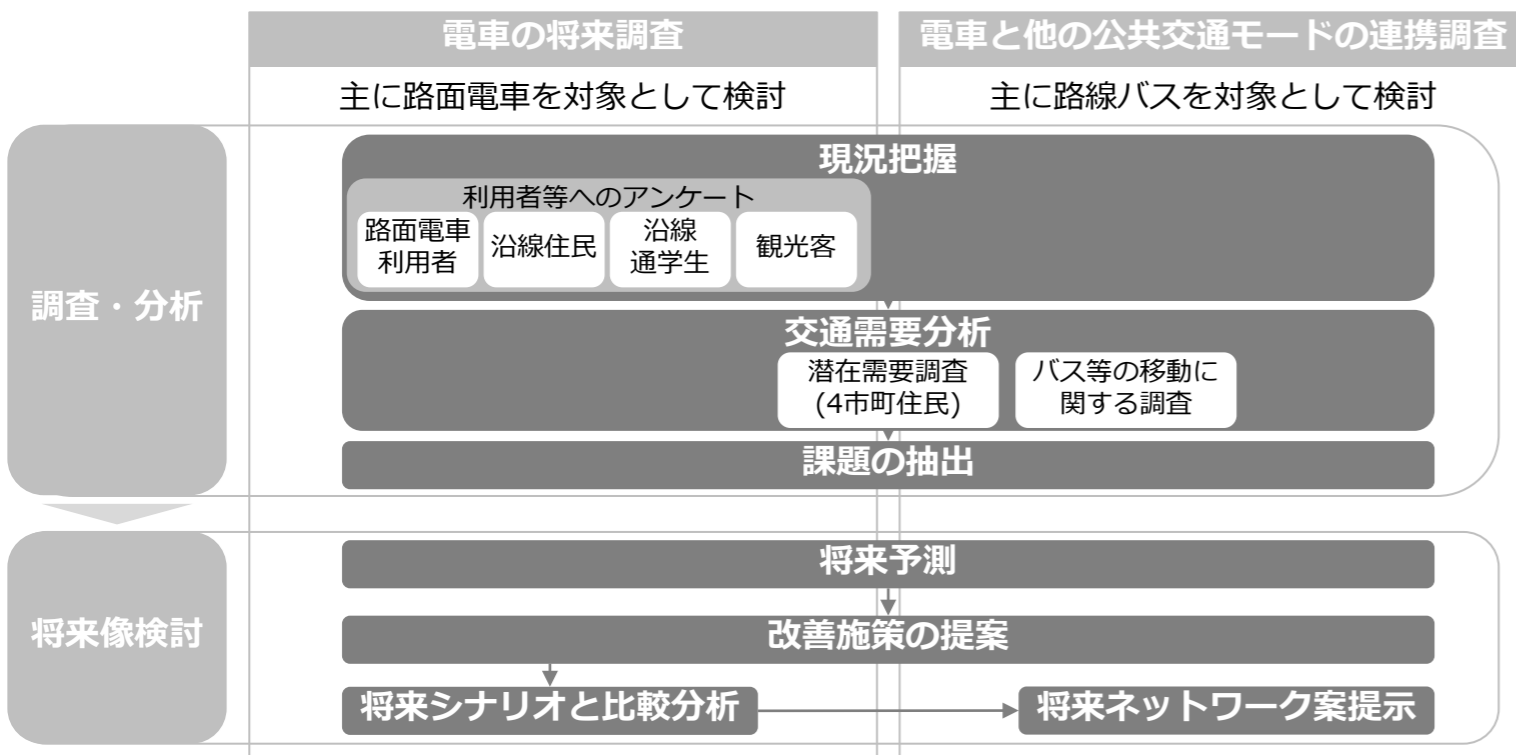 電車の将来調査
電車と他の公共交通モードの連携調査
主に路面電車を対象として検討
主に路線バスを対象として検討
調査・分析
現況把握
利用者等へのアンケート
路面電車
利用者
沿線住民
沿線
通学生
観光客
交通需要分析
潜在需要調査
(4市町住民)
バス等の移動に
関する調査
課題の抽出
将来像検討
将来予測
改善施策の提案
将来シナリオと比較分析
将来ネットワーク案提示